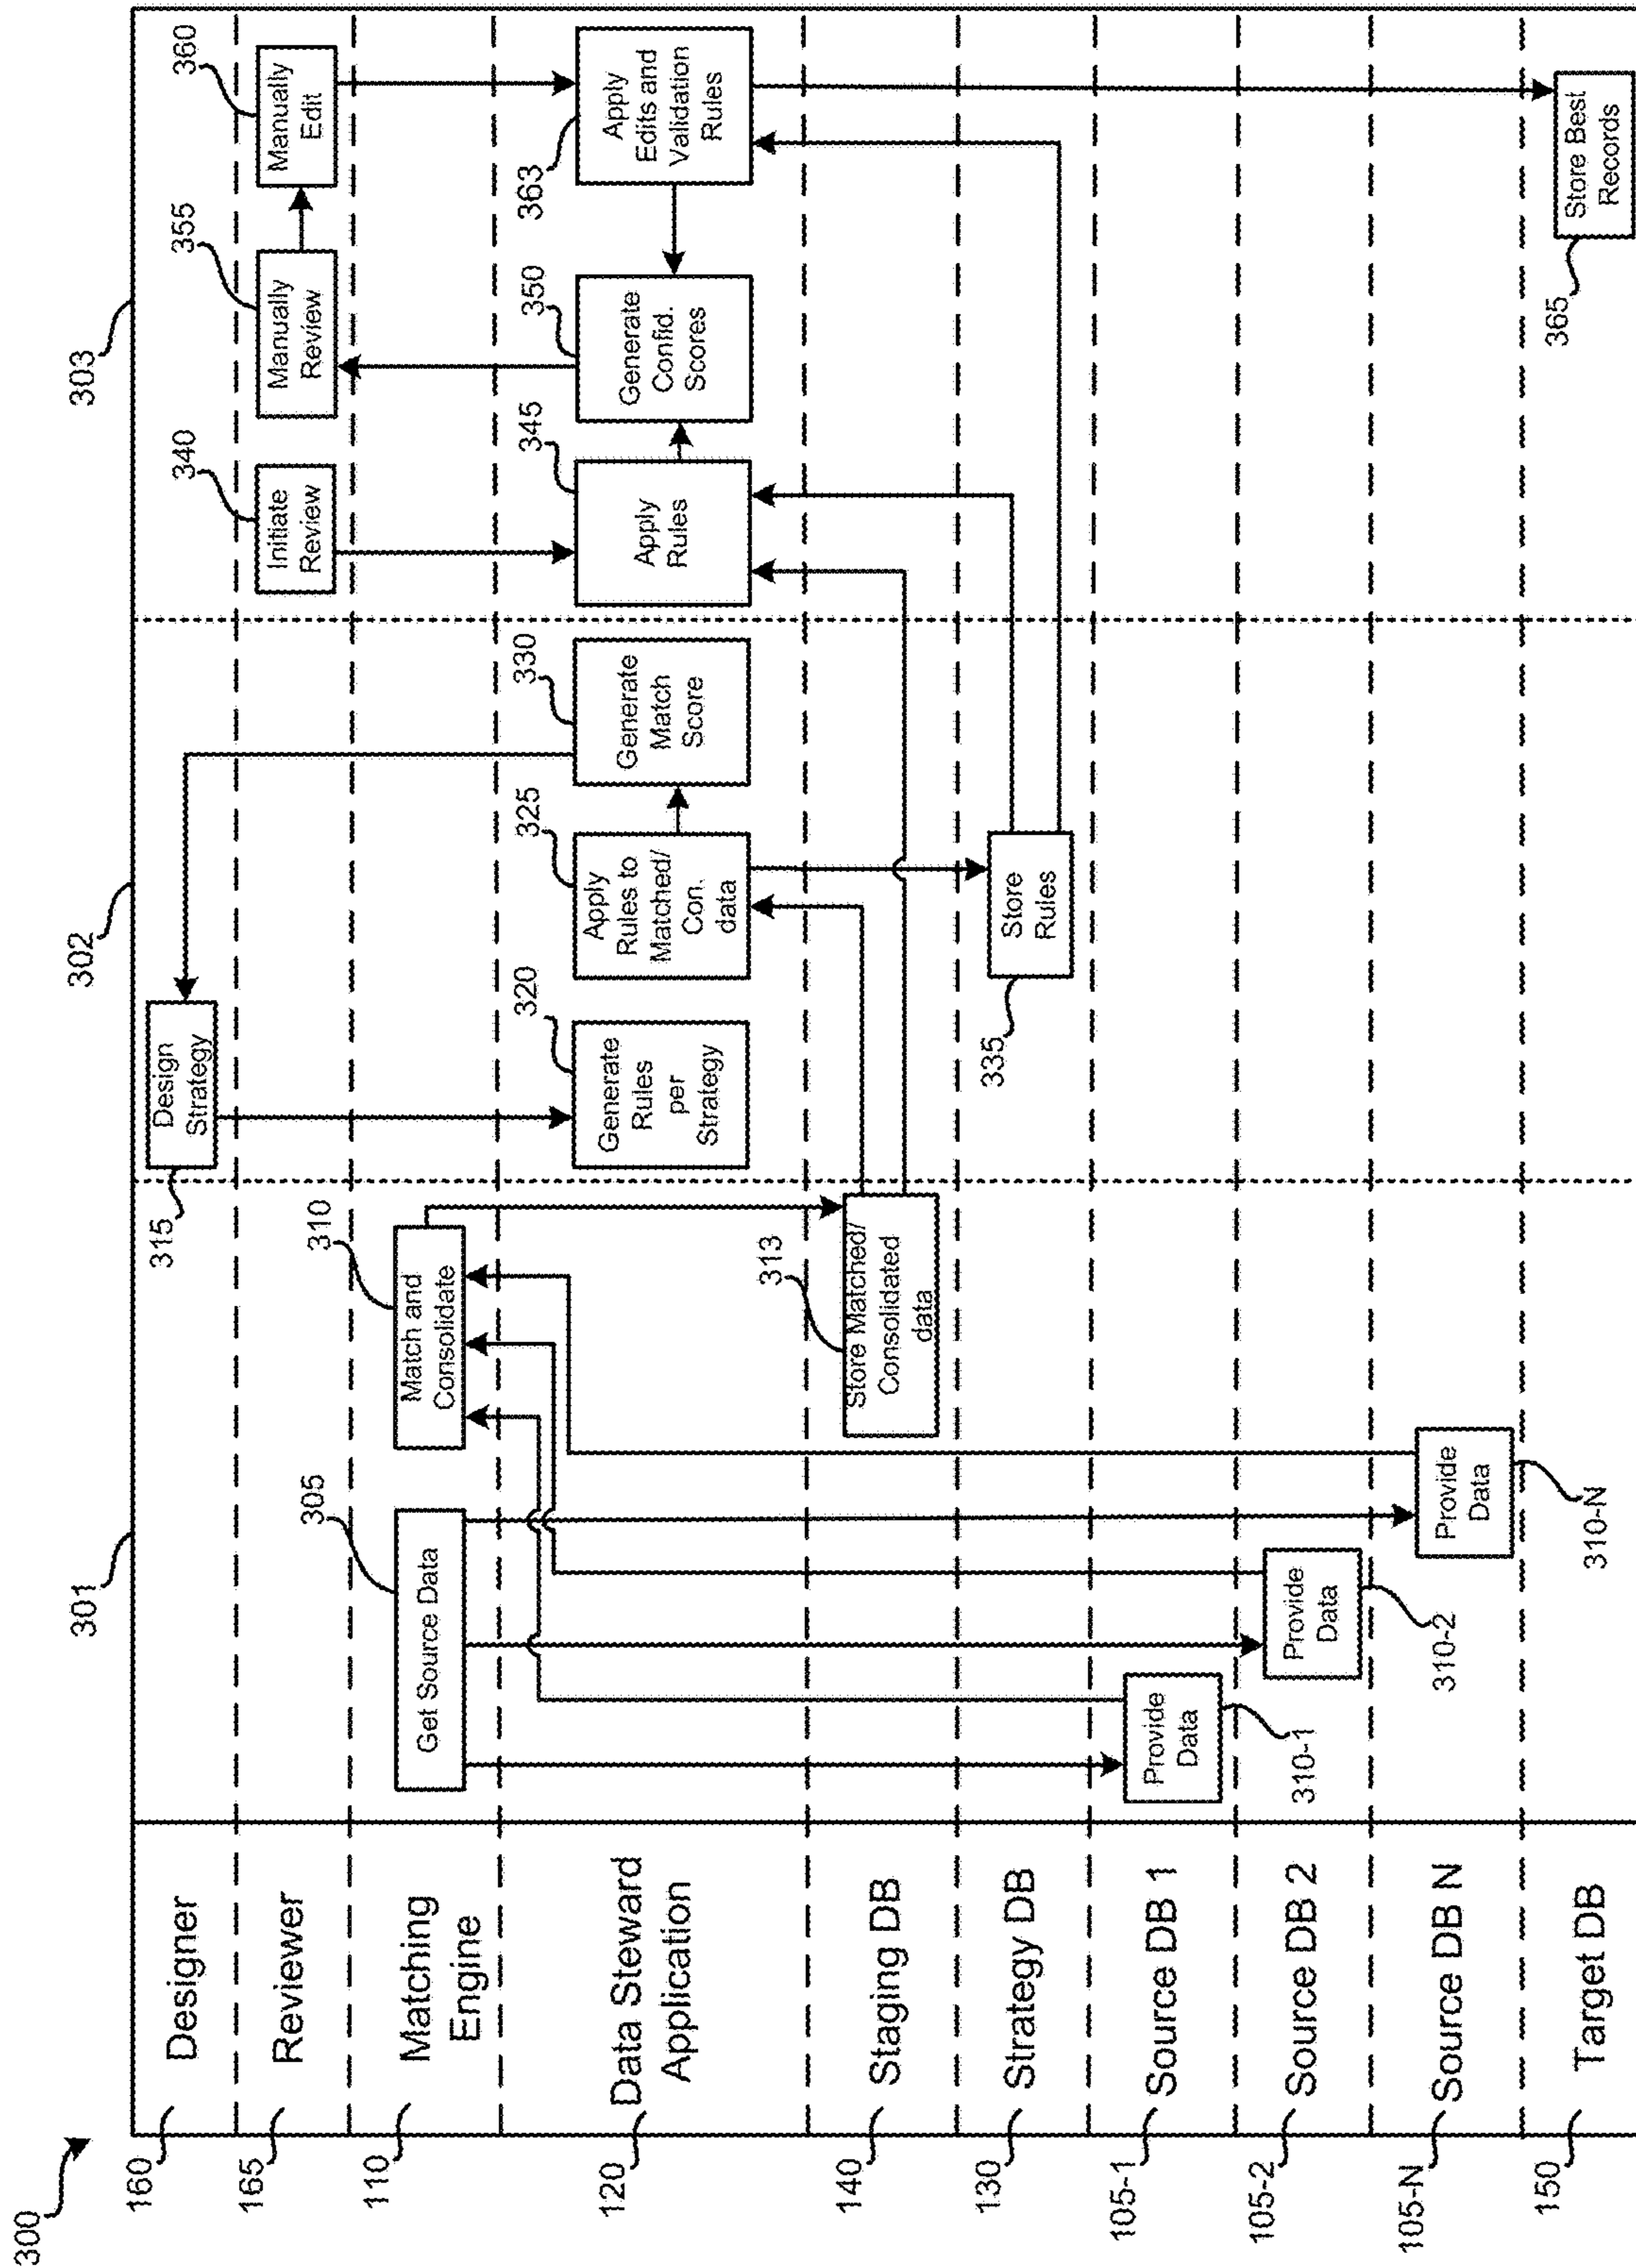 300
301
302
303
160
Designer
165
Reviewer
110
Matching
Engine
120
Data Steward
Application
140
Staging DB
130
Strategy DB
105-1
Source DB 1
105-2
Source DB 2
105-N
Source DB N
150
Target DB
305
Get Source Data
Provide
Data
310-1
Provide
Data
310-2
Provide
Data
310-N
310
Match and
Consolidate
313
Store Matched/
Consolidated
data
315
Design
Strategy
320
Generate
Rules
per
Strategy
325
Apply
Rules to
Matched/
Con.
data
330
Generate
Match
Score
335
Store
Rules
340
Initiate
Review
345
Apply
Rules
350
Generate
Confid.
Scores
355
Manually
Review
360
Manually
Edit
363
Apply
Edits and
Validation
Rules
365
Store Best
Records